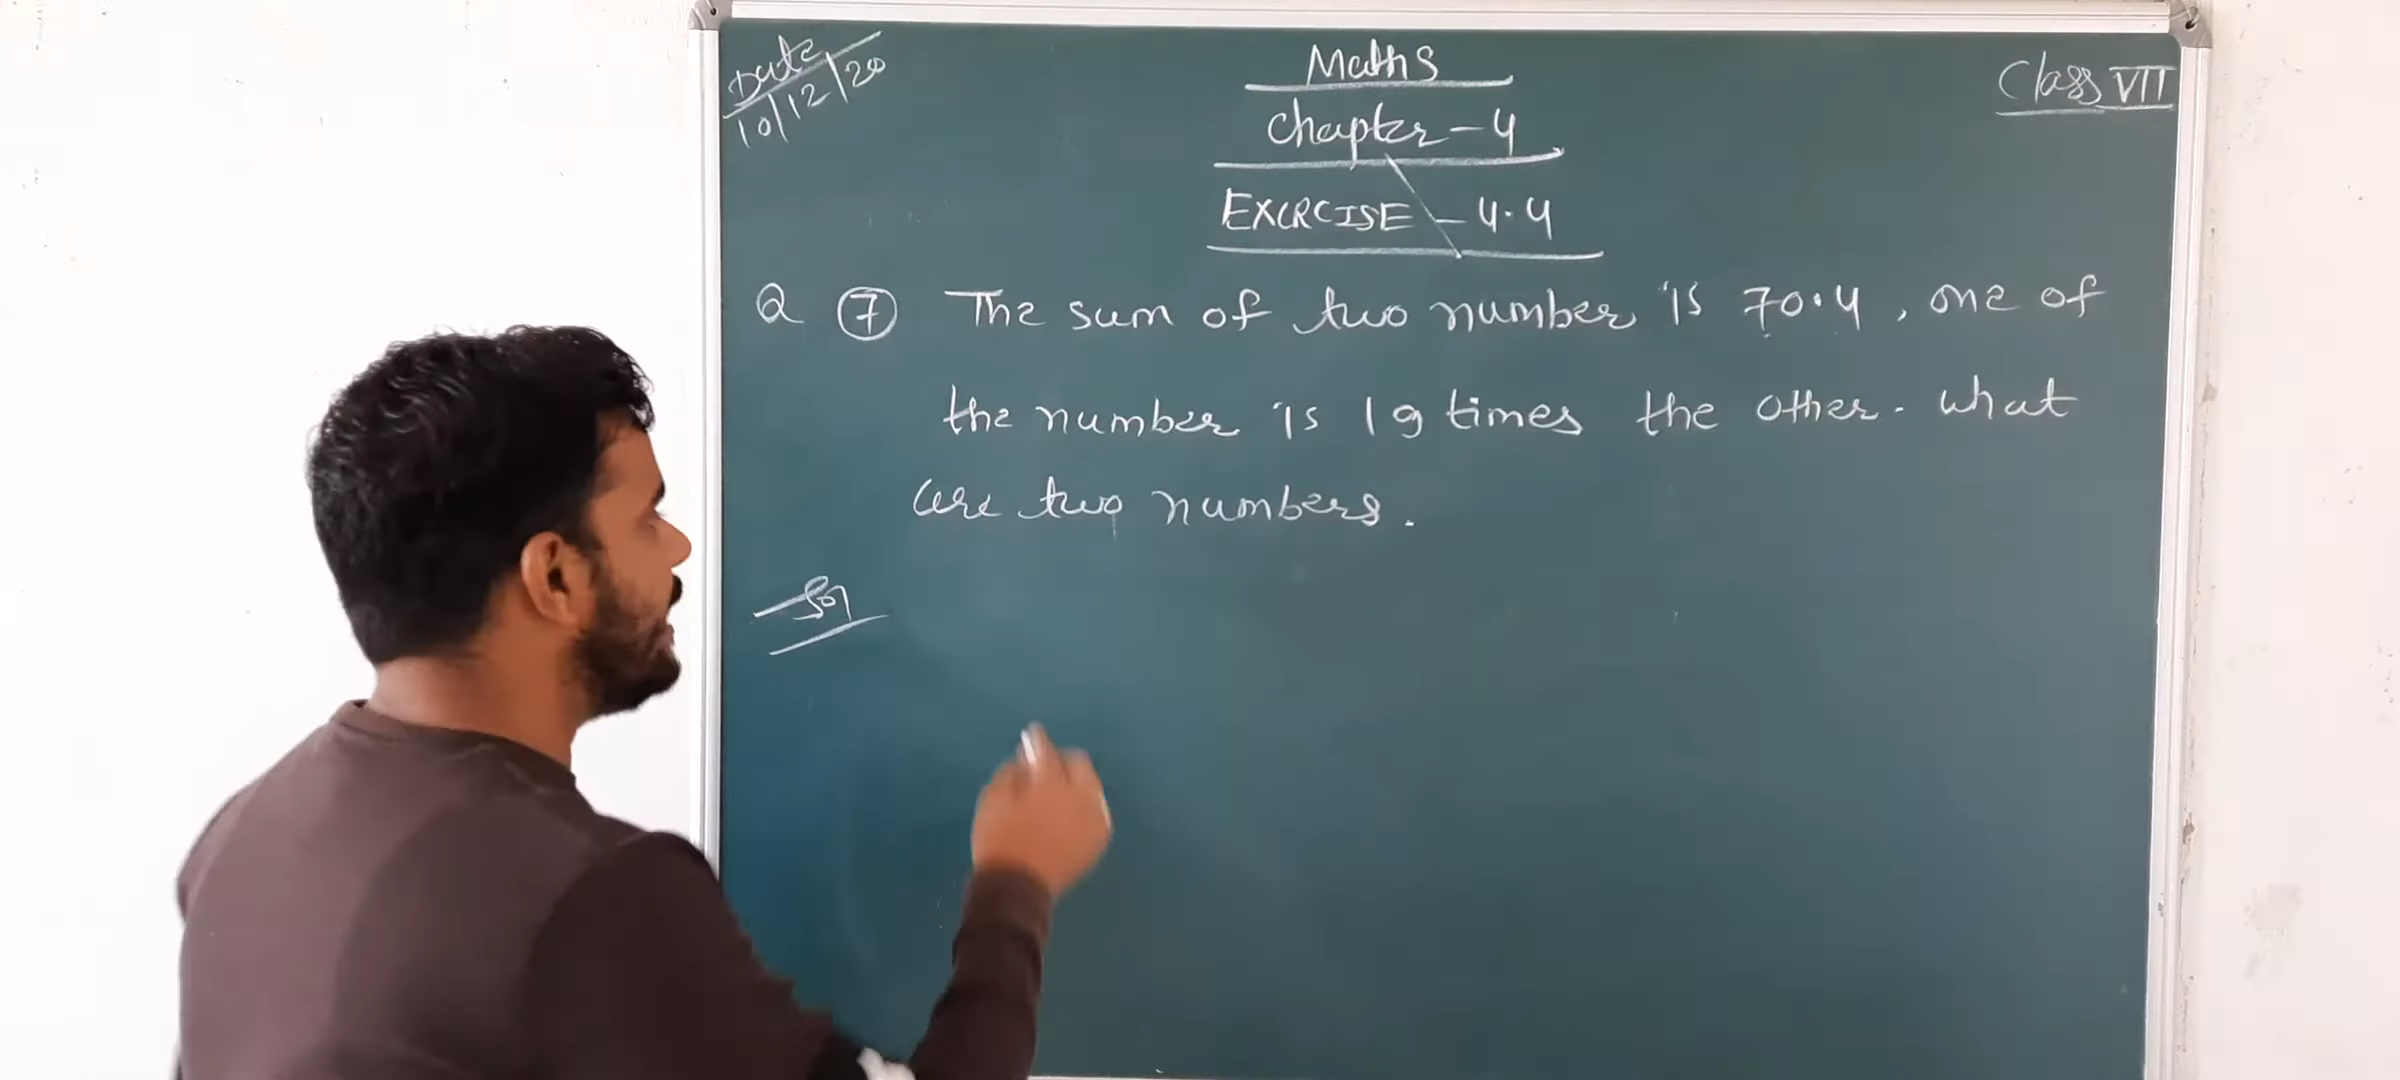 Date
10/12/20
Maths
Chapter - 4
Class VII
EXERCISE - 4.4
Q 7 The sum of two number is 70.4, one of
the number is 19 times the other. what
are two numbers.
Sol